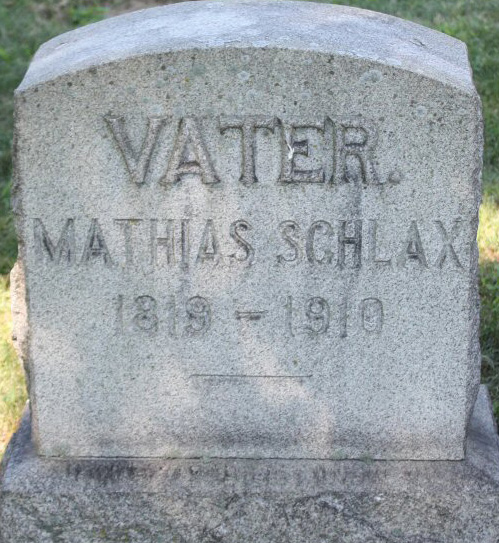 VATER.
MATHIAS SCHLAX
1819 – 1910